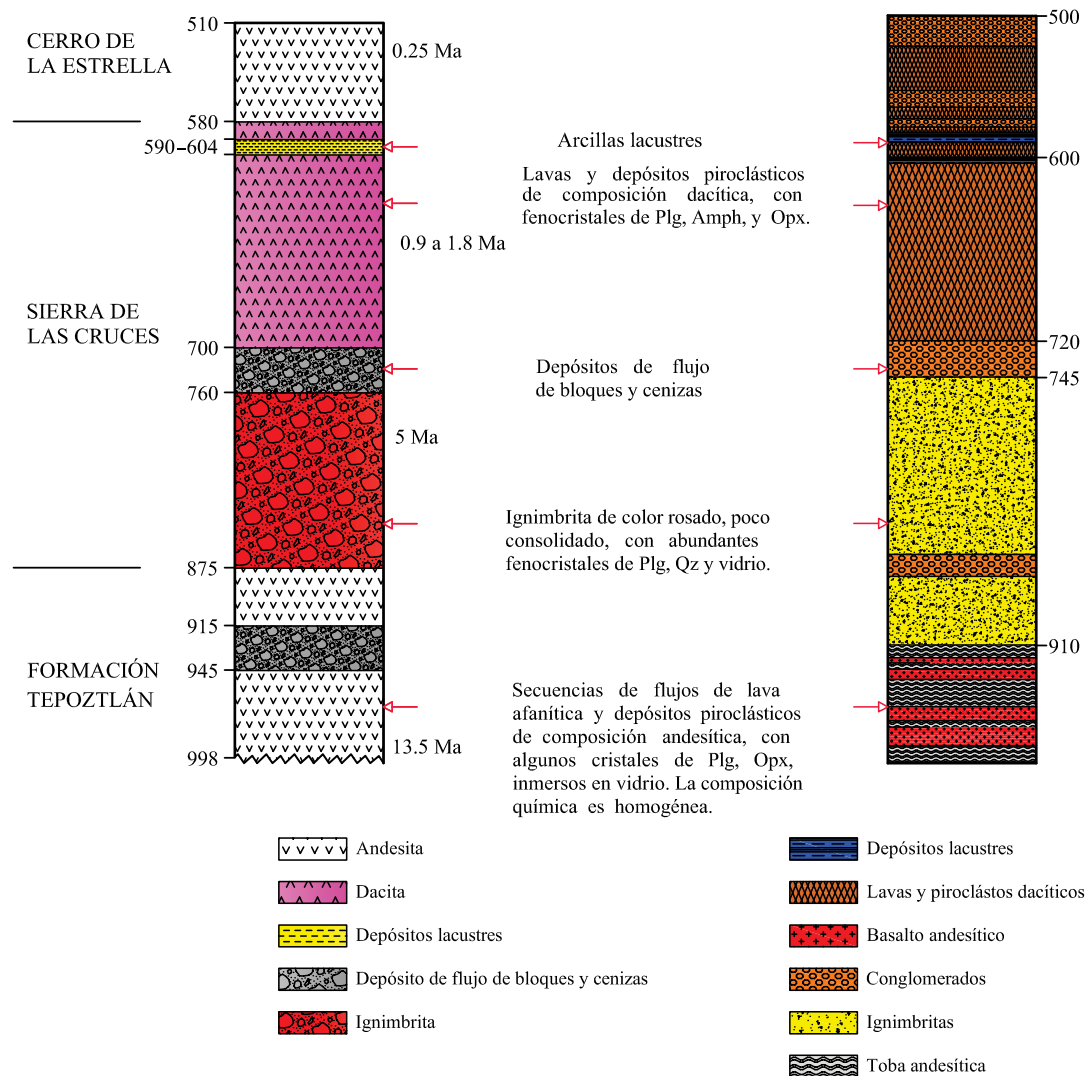 CERRO DE
LA ESTRELLA
SIERRA DE
LAS CRUCES
FORMACIÓN
TEPOZTLÁN
510
580
590–604
700
760
875
915
945
998
0.25 Ma
0.9 a 1.8 Ma
5 Ma
13.5 Ma
Arcillas lacustres
Lavas y depósitos piroclásticos
de composición dacítica, con
fenocristales de Plg, Amph, y Opx.
Depósitos de flujo
de bloques y cenizas
Ignimbrita de color rosado, poco
consolidado, con abundantes
fenocristales de Plg, Qz y vidrio.
Secuencias de flujos de lava
afanítica y depósitos piroclásticos
de composición andesítica, con
algunos cristales de Plg, Opx,
inmersos en vidrio. La composición
química es homogénea.
500
600
720
745
910
Andesita
Dacita
Depósitos lacustres
Depósito de flujo de bloques y cenizas
Ignimbrita
Depósitos lacustres
Lavas y piroclástos dacíticos
Basalto andesítico
Conglomerados
Ignimbritas
Toba andesítica